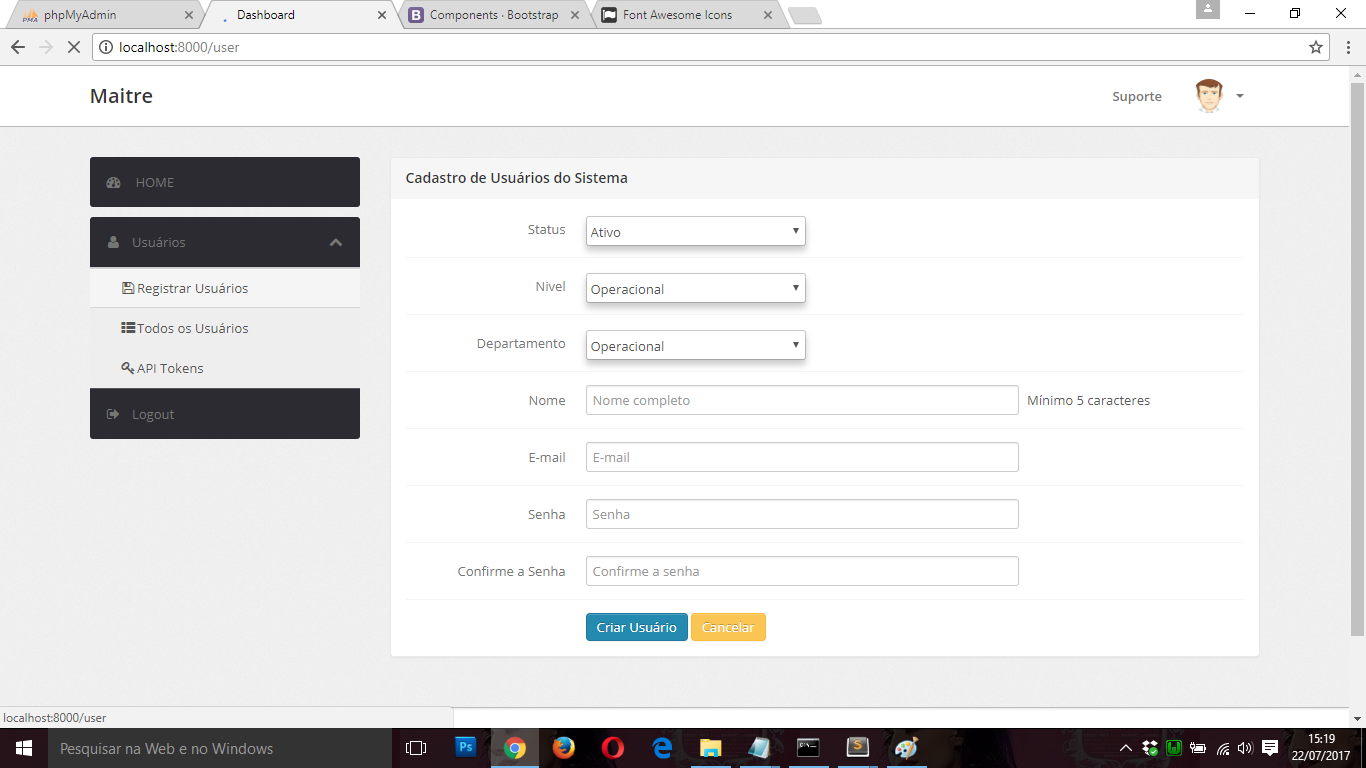 phpMyAdmin
Dashboard
Components · Bootstrap
Font Awesome Icons
localhost:8000/user
Maitre
Suporte
HOME
Usuários
Registrar Usuários
Todos os Usuários
API Tokens
Logout
Cadastro de Usuários do Sistema
Status
Ativo
Nivel
Operacional
Departamento
Operacional
Nome
Nome completo
Mínimo 5 caracteres
E-mail
E-mail
Senha
Senha
Confirme a Senha
Confirme a senha
Criar Usuário
Cancelar
localhost:8000/user
Pesquisar na Web e no Windows
Ps
15:19
22/07/2017